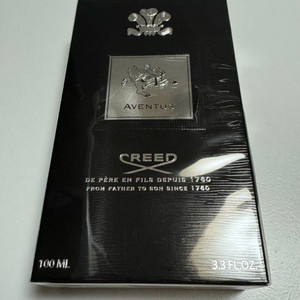 AVENTUS
CREED
DE PÈRE EN FILS DEPUIS 1760
FROM FATHER TO SON SINCE 1760
100 ML
3.3 FL.OZ.